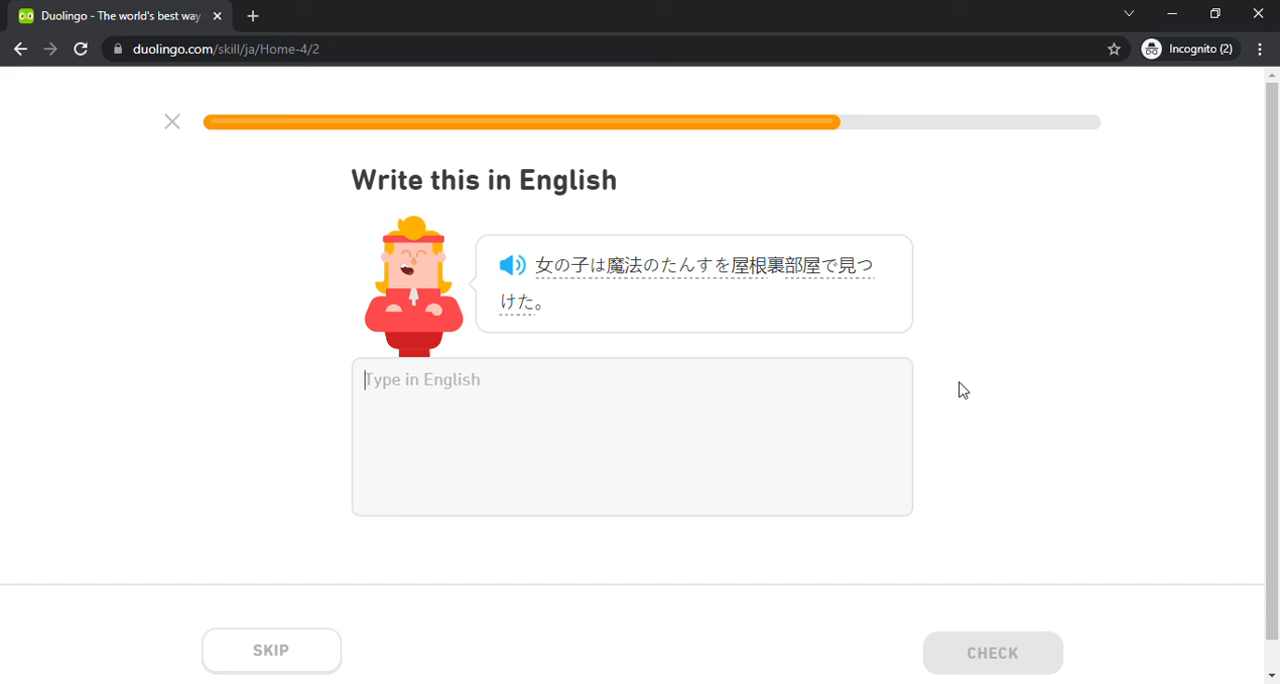 Duolingo - The world's best way
duolingo.com/skill/ja/Home-4/2
Incognito (2)
Write this in English
女の子は魔法のたんすを屋根裏部屋で見つ
けた。
Type in English
SKIP
CHECK